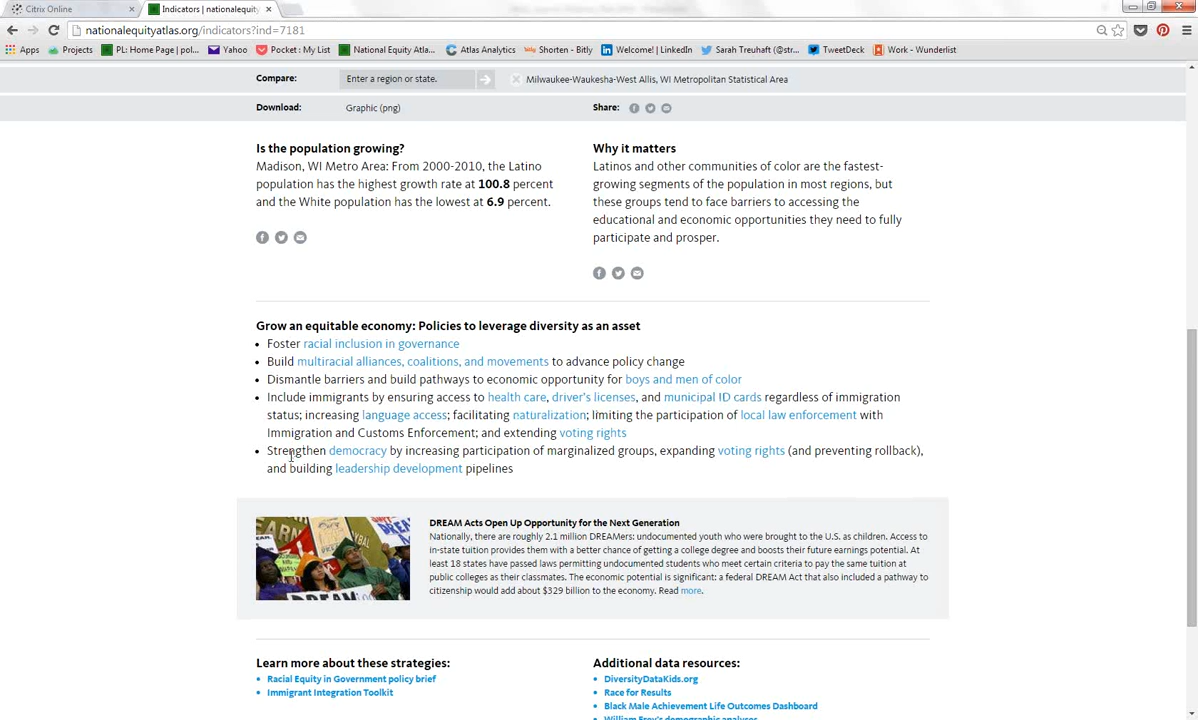 Citrix Online
Indicators | nationalequity
nationalequityatlas.org/indicators?ind=7181
Apps Projects PL: Home Page | pol... Yahoo Pocket : My List National Equity Atla... Atlas Analytics Shorten - Bitly Welcome! | LinkedIn Sarah Treuhaft (@str... TweetDeck Work - Wunderlist
Compare: Enter a region or state. Milwaukee-Waukesha-West Allis, WI Metropolitan Statistical Area
Download: Graphic (png) Share:
Is the population growing?
Madison, WI Metro Area: From 2000-2010, the Latino
population has the highest growth rate at 100.8 percent
and the White population has the lowest at 6.9 percent.
Why it matters
Latinos and other communities of color are the fastest-
growing segments of the population in most regions, but
these groups tend to face barriers to accessing the
educational and economic opportunities they need to fully
participate and prosper.
Grow an equitable economy: Policies to leverage diversity as an asset
• Foster racial inclusion in governance
• Build multiracial alliances, coalitions, and movements to advance policy change
• Dismantle barriers and build pathways to economic opportunity for boys and men of color
• Include immigrants by ensuring access to health care, driver's licenses, and municipal ID cards regardless of immigration
status; increasing language access; facilitating naturalization; limiting the participation of local law enforcement with
Immigration and Customs Enforcement; and extending voting rights
• Strengthen democracy by increasing participation of marginalized groups, expanding voting rights (and preventing rollback),
and building leadership development pipelines
DREAM Acts Open Up Opportunity for the Next Generation
Nationally, there are roughly 2.1 million DREAMers: undocumented youth who were brought to the U.S. as children. Access to
in-state tuition provides them with a better chance of getting a college degree and boosts their future earnings potential. At
least 18 states have passed laws permitting undocumented students who meet certain criteria to pay the same tuition at
public colleges as their classmates. The economic potential is significant: a federal DREAM Act that also included a pathway to
citizenship would add about $329 billion to the economy. Read more.
Learn more about these strategies:
• Racial Equity in Government policy brief
• Immigrant Integration Toolkit
Additional data resources:
• DiversityDataKids.org
• Race for Results
• Black Male Achievement Life Outcomes Dashboard
• William Frey's demographic analyses